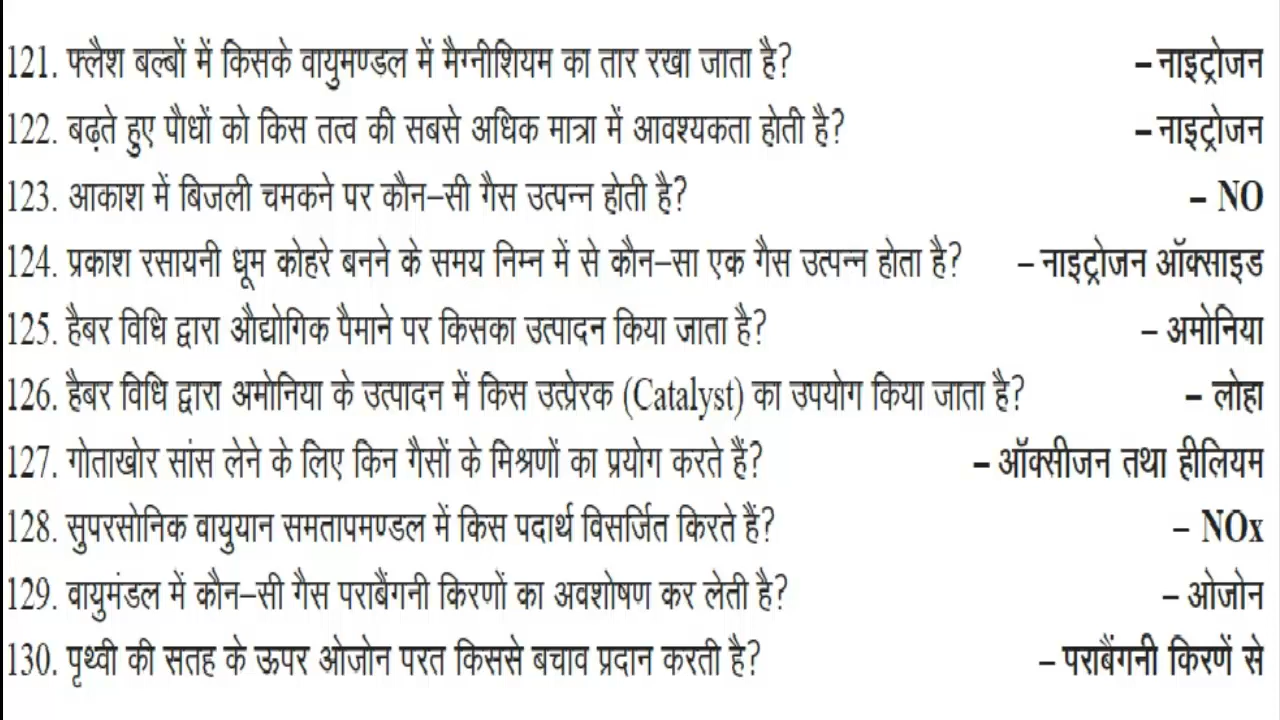 121. फ्लैश बल्बों में किसके वायुमण्डल में मैग्नीशियम का तार रखा जाता है? – नाइट्रोजन
122. बढ़ते हुए पौधों को किस तत्व की सबसे अधिक मात्रा में आवश्यकता होती है? – नाइट्रोजन
123. आकाश में बिजली चमकने पर कौन–सी गैस उत्पन्न होती है? – NO
124. प्रकाश रसायनी धूम कोहरे बनने के समय निम्न में से कौन–सा एक गैस उत्पन्न होता है? – नाइट्रोजन ऑक्साइड
125. हैबर विधि द्वारा औद्योगिक पैमाने पर किसका उत्पादन किया जाता है? – अमोनिया
126. हैबर विधि द्वारा अमोनिया के उत्पादन में किस उत्प्रेरक (Catalyst) का उपयोग किया जाता है? – लोहा
127. गोताखोर सांस लेने के लिए किन गैसों के मिश्रणों का प्रयोग करते हैं? – ऑक्सीजन तथा हीलियम
128. सुपरसोनिक वायुयान समतापमण्डल में किस पदार्थ विसर्जित किरते हैं? – NOx
129. वायुमंडल में कौन–सी गैस पराबैंगनी किरणों का अवशोषण कर लेती है? – ओजोन
130. पृथ्वी की सतह के ऊपर ओजोन परत किससे बचाव प्रदान करती है? – पराबैंगनी किरणें से